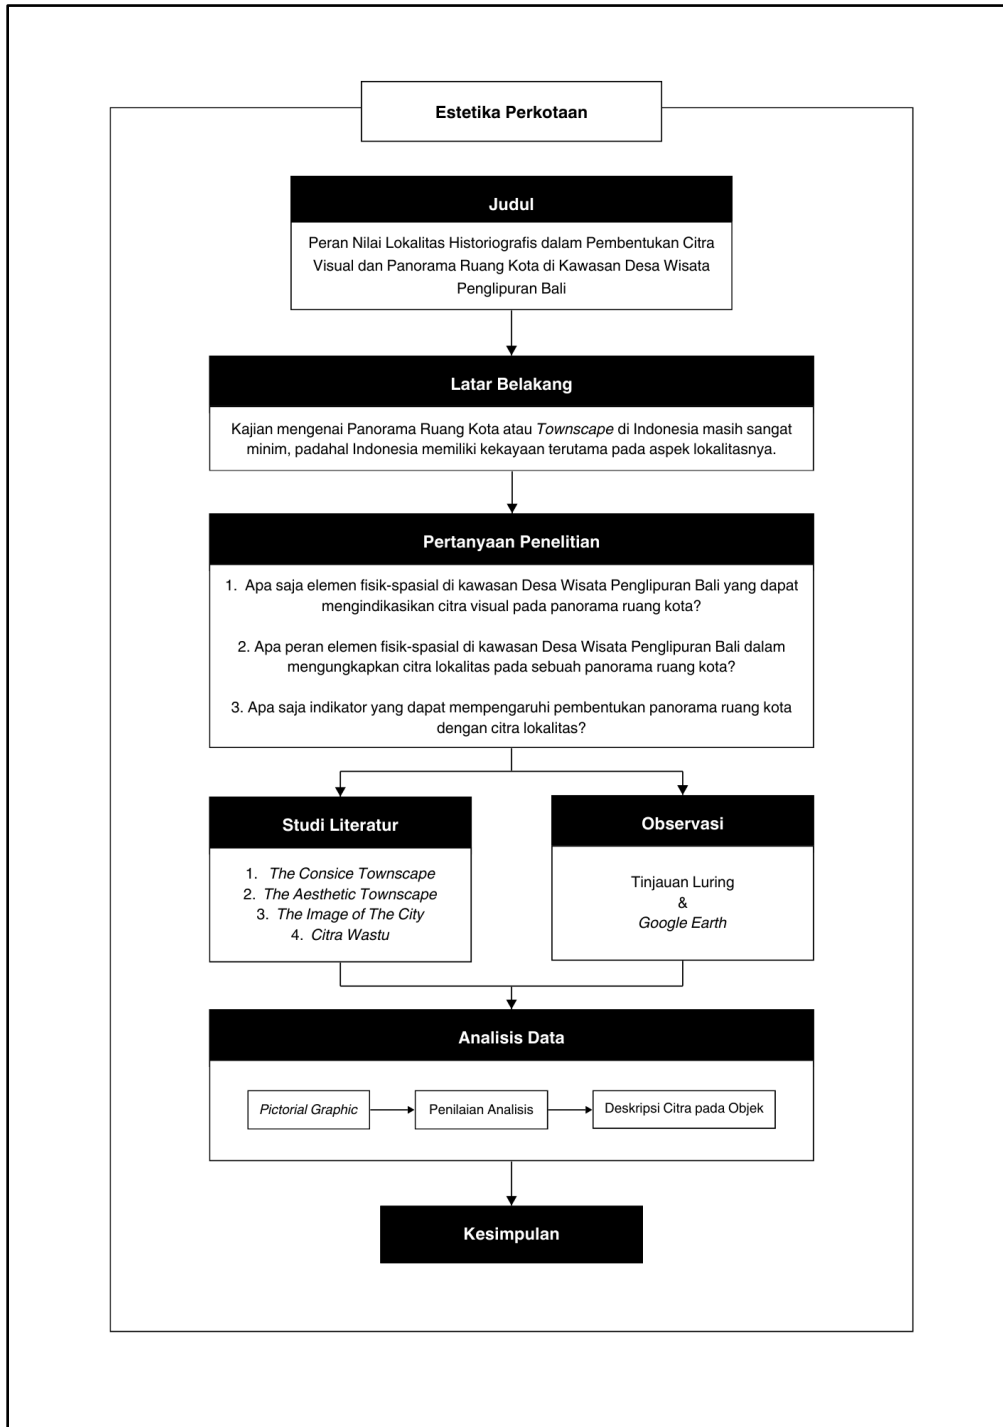 Estetika Perkotaan
Judul
Peran Nilai Lokalitas Historiografis dalam Pembentukan Citra
Visual dan Panorama Ruang Kota di Kawasan Desa Wisata
Penglipuran Bali
Latar Belakang
Kajian mengenai Panorama Ruang Kota atau Townscape di Indonesia masih sangat
minim, padahal Indonesia memiliki kekayaan terutama pada aspek lokalitasnya.
Pertanyaan Penelitian
1. Apa saja elemen fisik-spasial di kawasan Desa Wisata Penglipuran Bali yang dapat
mengindikasikan citra visual pada panorama ruang kota?
2. Apa peran elemen fisik-spasial di kawasan Desa Wisata Penglipuran Bali dalam
mengungkapkan citra lokalitas pada sebuah panorama ruang kota?
3. Apa saja indikator yang dapat mempengaruhi pembentukan panorama ruang kota
dengan citra lokalitas?
Studi Literatur
1. The Consice Townscape
2. The Aesthetic Townscape
3. The Image of The City
4. Citra Wastu
Observasi
Tinjauan Luring
&
Google Earth
Analisis Data
Pictorial Graphic
Penilaian Analisis
Deskripsi Citra pada Objek
Kesimpulan